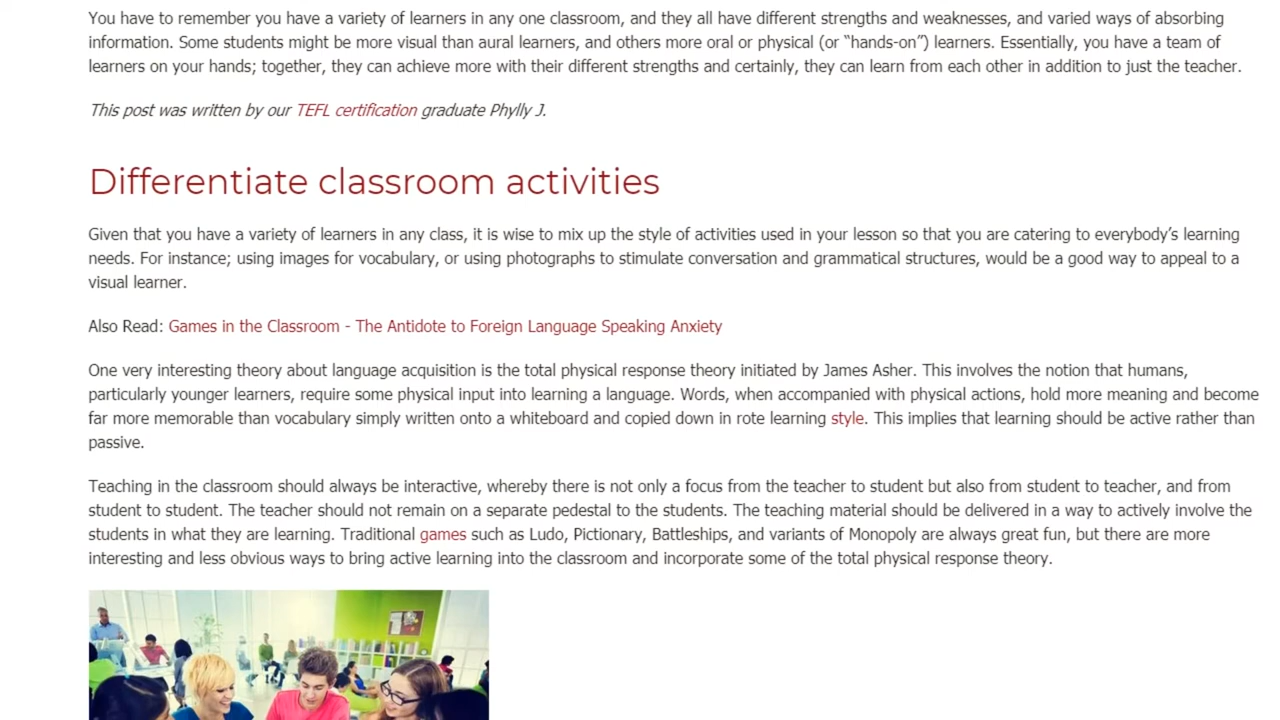 You have to remember you have a variety of learners in any one classroom, and they all have different strengths and weaknesses, and varied ways of absorbing
information. Some students might be more visual than aural learners, and others more oral or physical (or “hands-on”) learners. Essentially, you have a team of
learners on your hands; together, they can achieve more with their different strengths and certainly, they can learn from each other in addition to just the teacher.
This post was written by our TEFL certification graduate Phylly J.
Differentiate classroom activities
Given that you have a variety of learners in any class, it is wise to mix up the style of activities used in your lesson so that you are catering to everybody’s learning
needs. For instance; using images for vocabulary, or using photographs to stimulate conversation and grammatical structures, would be a good way to appeal to a
visual learner.
Also Read: Games in the Classroom - The Antidote to Foreign Language Speaking Anxiety
One very interesting theory about language acquisition is the total physical response theory initiated by James Asher. This involves the notion that humans,
particularly younger learners, require some physical input into learning a language. Words, when accompanied with physical actions, hold more meaning and become
far more memorable than vocabulary simply written onto a whiteboard and copied down in rote learning style. This implies that learning should be active rather than
passive.
Teaching in the classroom should always be interactive, whereby there is not only a focus from the teacher to student but also from student to teacher, and from
student to student. The teacher should not remain on a separate pedestal to the students. The teaching material should be delivered in a way to actively involve the
students in what they are learning. Traditional games such as Ludo, Pictionary, Battleships, and variants of Monopoly are always great fun, but there are more
interesting and less obvious ways to bring active learning into the classroom and incorporate some of the total physical response theory.